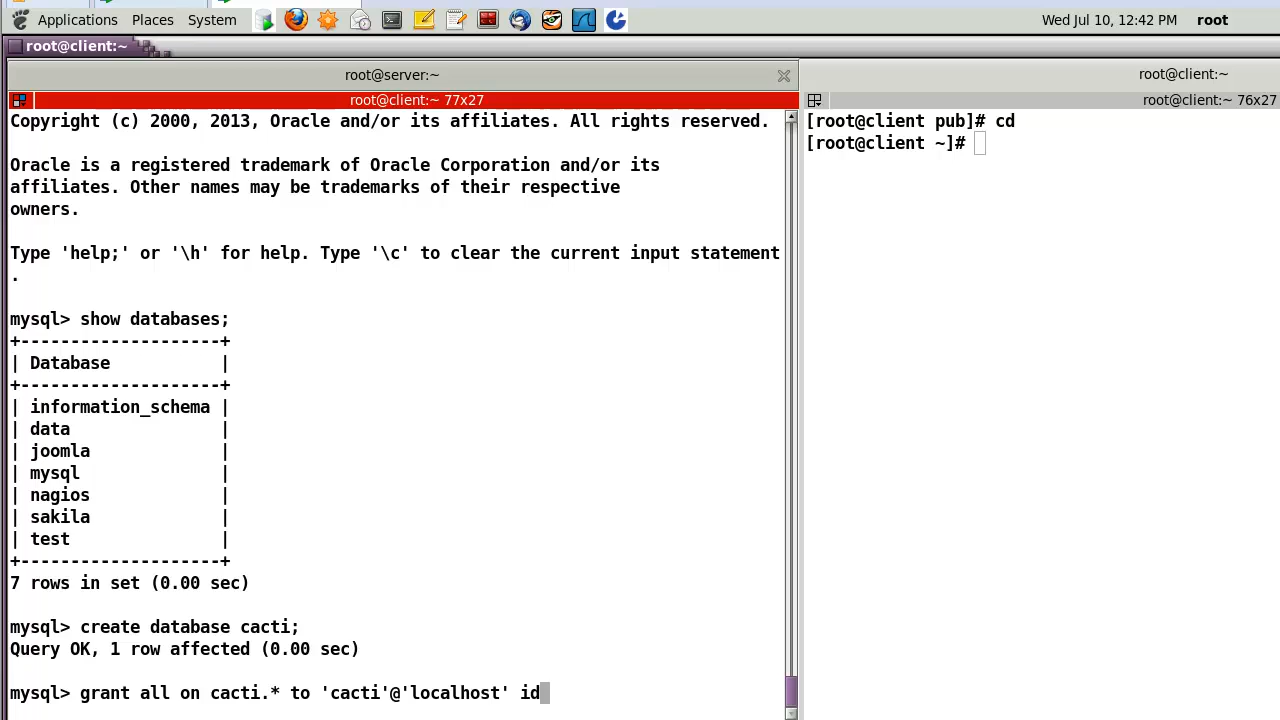 Applications Places System Wed Jul 10, 12:42 PM root
root@client:~
root@server:~
root@client:~ 77x27
Copyright (c) 2000, 2013, Oracle and/or its affiliates. All rights reserved.
Oracle is a registered trademark of Oracle Corporation and/or its
affiliates. Other names may be trademarks of their respective
owners.
Type 'help;' or '\h' for help. Type '\c' to clear the current input statement
.
mysql> show databases;
+--------------------+
| Database           |
+--------------------+
| information_schema |
| data               |
| joomla             |
| mysql              |
| nagios             |
| sakila             |
| test               |
+--------------------+
7 rows in set (0.00 sec)
mysql> create database cacti;
Query OK, 1 row affected (0.00 sec)
mysql> grant all on cacti.* to 'cacti'@'localhost' id
root@client:~
root@client:~ 76x27
[root@client pub]# cd
[root@client ~]#